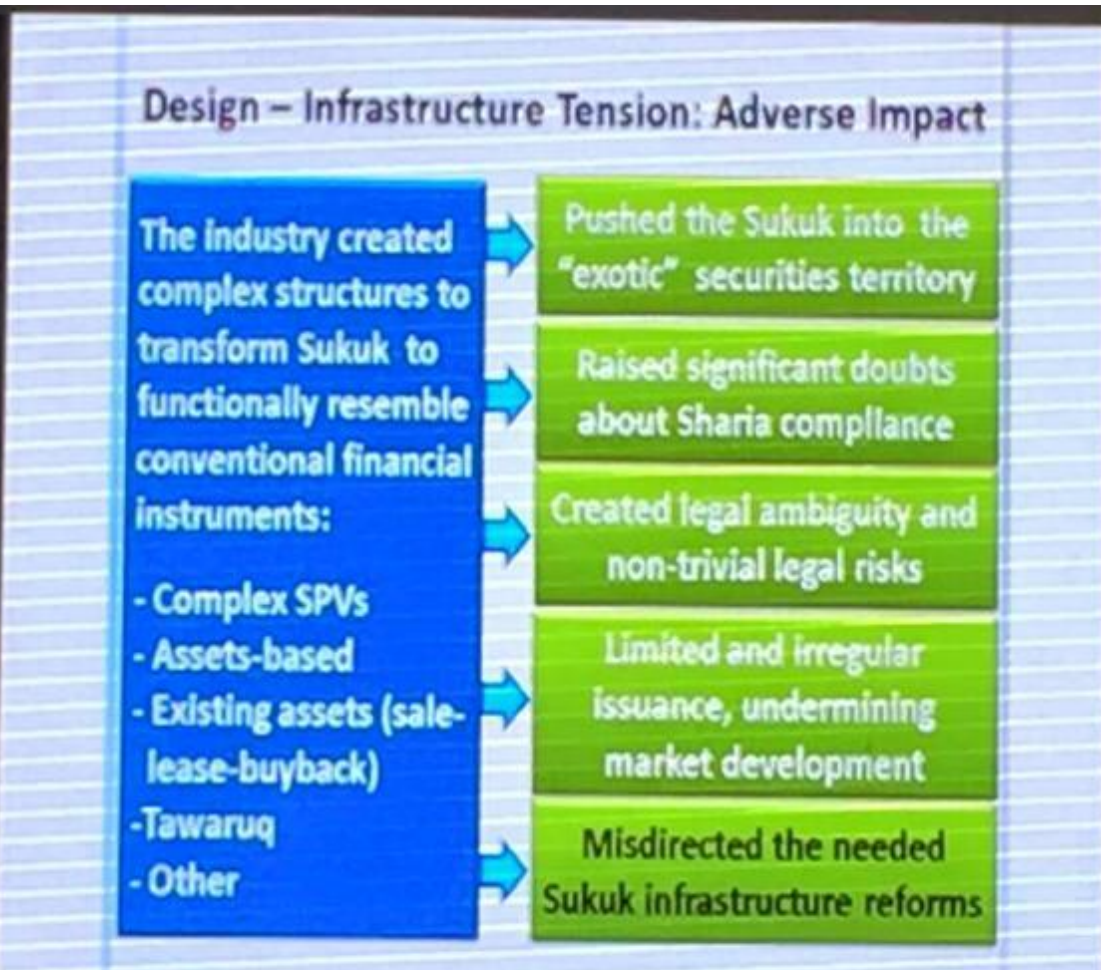 Design – Infrastructure Tension: Adverse Impact
The industry created
complex structures to
transform Sukuk to
functionally resemble
conventional financial
instruments:
- Complex SPVs
- Assets-based
- Existing assets (sale-
lease-buyback)
-Tawaruq
- Other
Pushed the Sukuk into the
"exotic" securities territory
Raised significant doubts
about Sharia compliance
Created legal ambiguity and
non-trivial legal risks
Limited and irregular
issuance, undermining
market development
Misdirected the needed
Sukuk infrastructure reforms